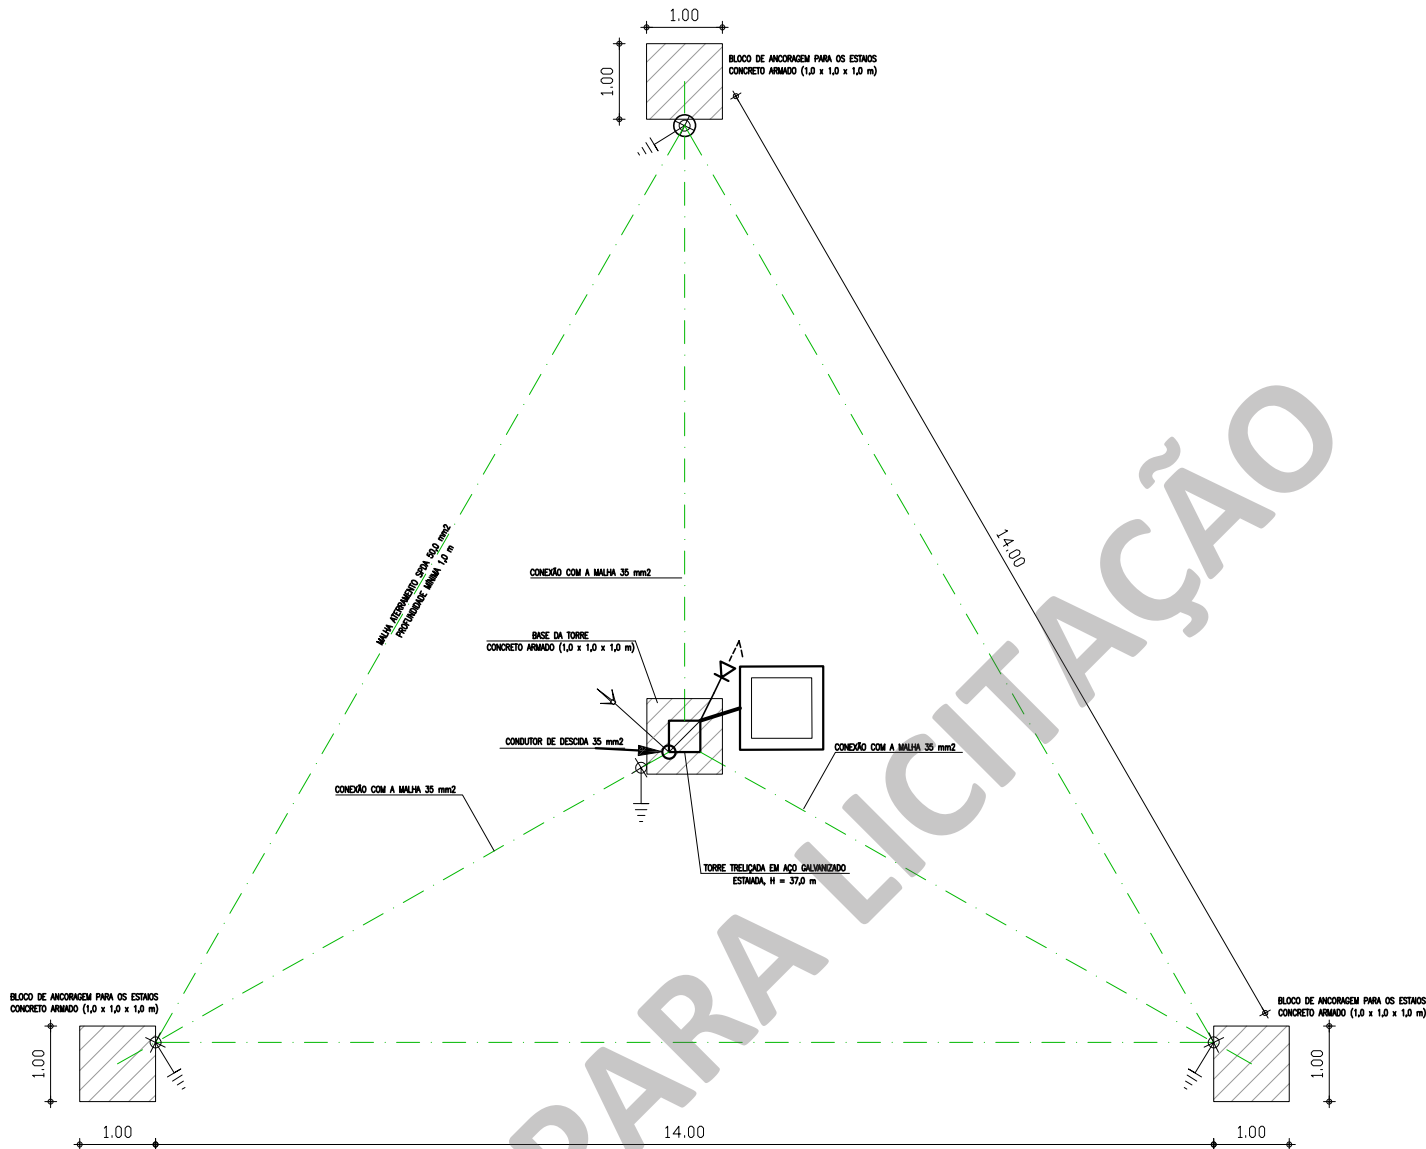 1.00
1.00
BLOCO DE ANCORAGEM PARA OS ESTAIOS
CONCRETO ARMADO (1,0 x 1,0 x 1,0 m)
14.00
MALHA ATERRAMENTO SPDA 50,0 mm2
PROFUNDIDADE MÍNIMA 1,0 m
CONEXÃO COM A MALHA 35 mm2
BASE DA TORRE
CONCRETO ARMADO (1,0 x 1,0 x 1,0 m)
CONDUTOR DE DESCIDA 35 mm2
CONEXÃO COM A MALHA 35 mm2
CONEXÃO COM A MALHA 35 mm2
TORRE TRELIÇADA EM AÇO GALVANIZADO
ESTAIADA, H = 37,0 m
PARA LICITAÇÃO
BLOCO DE ANCORAGEM PARA OS ESTAIOS
CONCRETO ARMADO (1,0 x 1,0 x 1,0 m)
BLOCO DE ANCORAGEM PARA OS ESTAIOS
CONCRETO ARMADO (1,0 x 1,0 x 1,0 m)
1.00
1.00
1.00
14.00
1.00